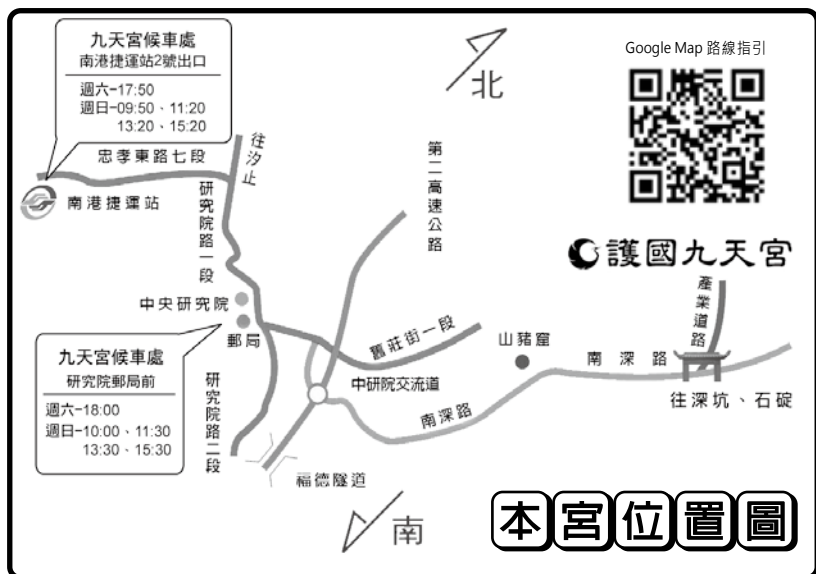 九天宮候車處
南港捷運站2號出口
週六-17:50
週日-09:50、11:20
13:20、15:20
北
Google Map 路線指引
往汐止
忠孝東路七段
南港捷運站
研究院路一段
第二高速公路
護國九天宮
產業道路
中央研究院
郵局
舊莊街一段
山豬窟
南深路
往深坑、石碇
九天宮候車處
研究院郵局前
週六-18:00
週日-10:00、11:30
13:30、15:30
研究院路二段
中研院交流道
南深路
福德隧道
南
本宮位置圖